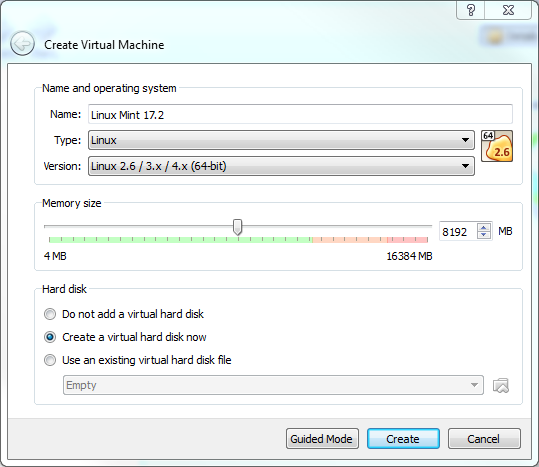 ?
Create Virtual Machine
Name and operating system
Name: Linux Mint 17.2
Type: Linux
64
2.6
Version: Linux 2.6 / 3.x / 4.x (64-bit)
Memory size
8192 MB
4 MB 16384 MB
Hard disk
Do not add a virtual hard disk
Create a virtual hard disk now
Use an existing virtual hard disk file
Empty
Guided Mode Create Cancel